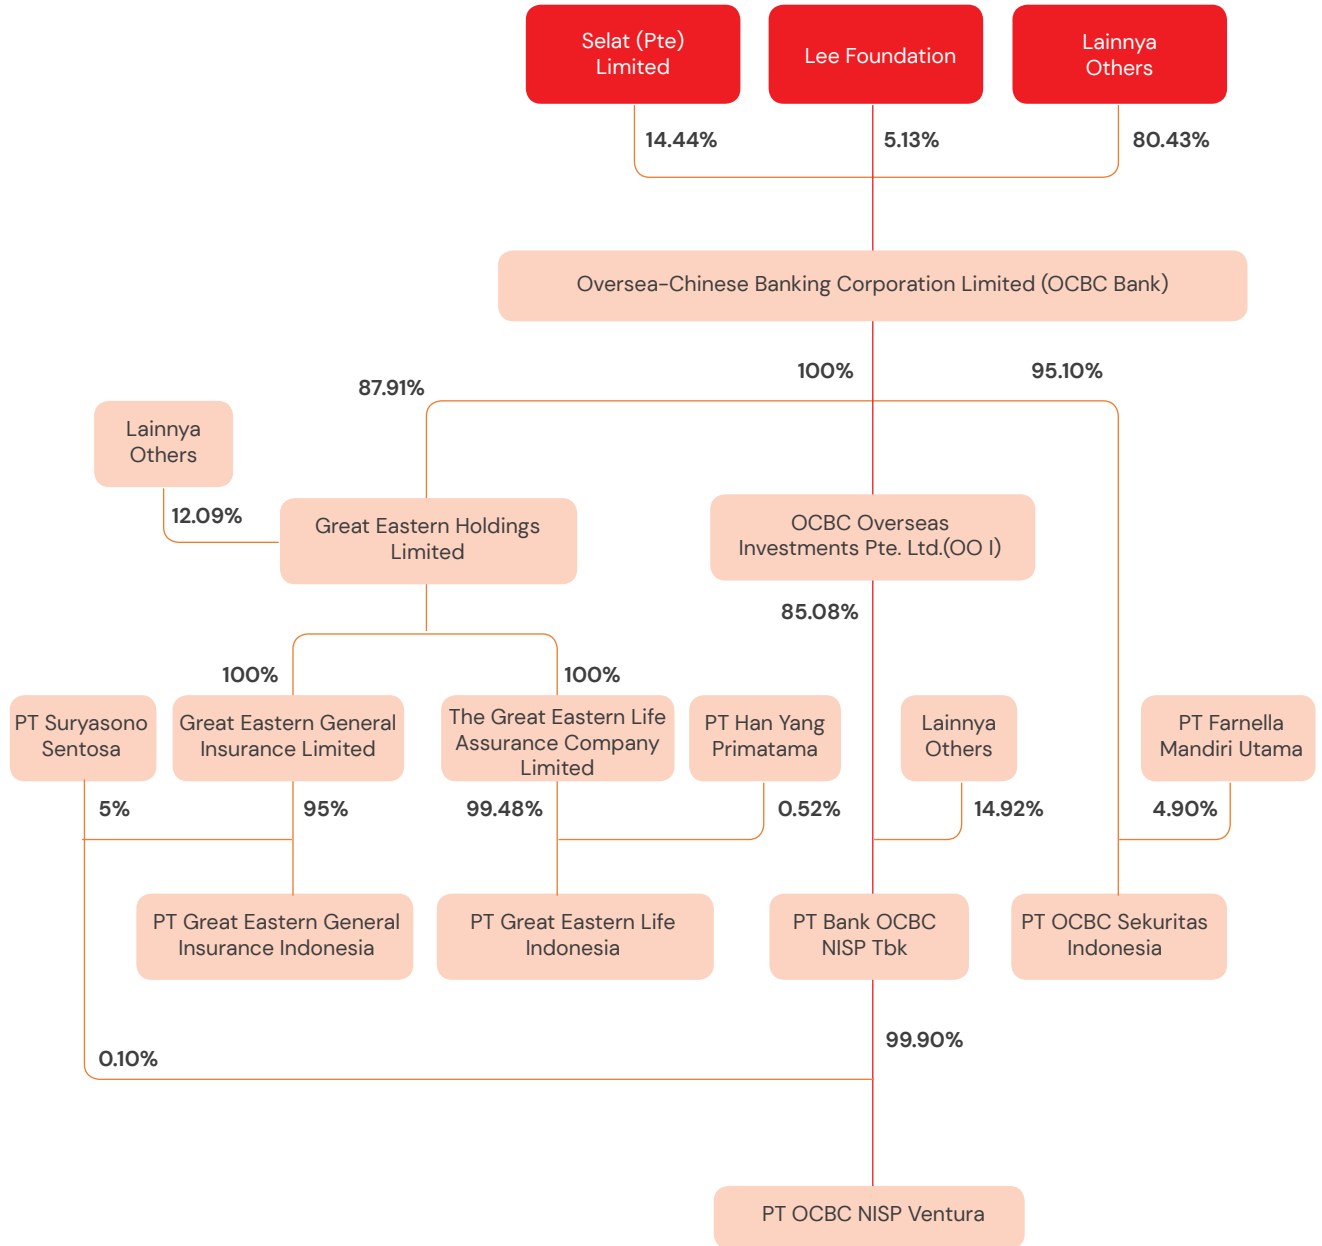 Selat (Pte)
Limited
Lee Foundation
Lainnya
Others
14.44%
5.13%
80.43%
Oversea-Chinese Banking Corporation Limited (OCBC Bank)
87.91%
100%
95.10%
Lainnya
Others
12.09%
Great Eastern Holdings
Limited
OCBC Overseas
Investments Pte. Ltd.(OO I)
85.08%
100%
100%
PT Suryasono
Sentosa
Great Eastern General
Insurance Limited
The Great Eastern Life
Assurance Company
Limited
PT Han Yang
Primatama
Lainnya
Others
PT Farnella
Mandiri Utama
5%
95%
99.48%
0.52%
14.92%
4.90%
PT Great Eastern General
Insurance Indonesia
PT Great Eastern Life
Indonesia
PT Bank OCBC
NISP Tbk
PT OCBC Sekuritas
Indonesia
99.90%
0.10%
PT OCBC NISP Ventura